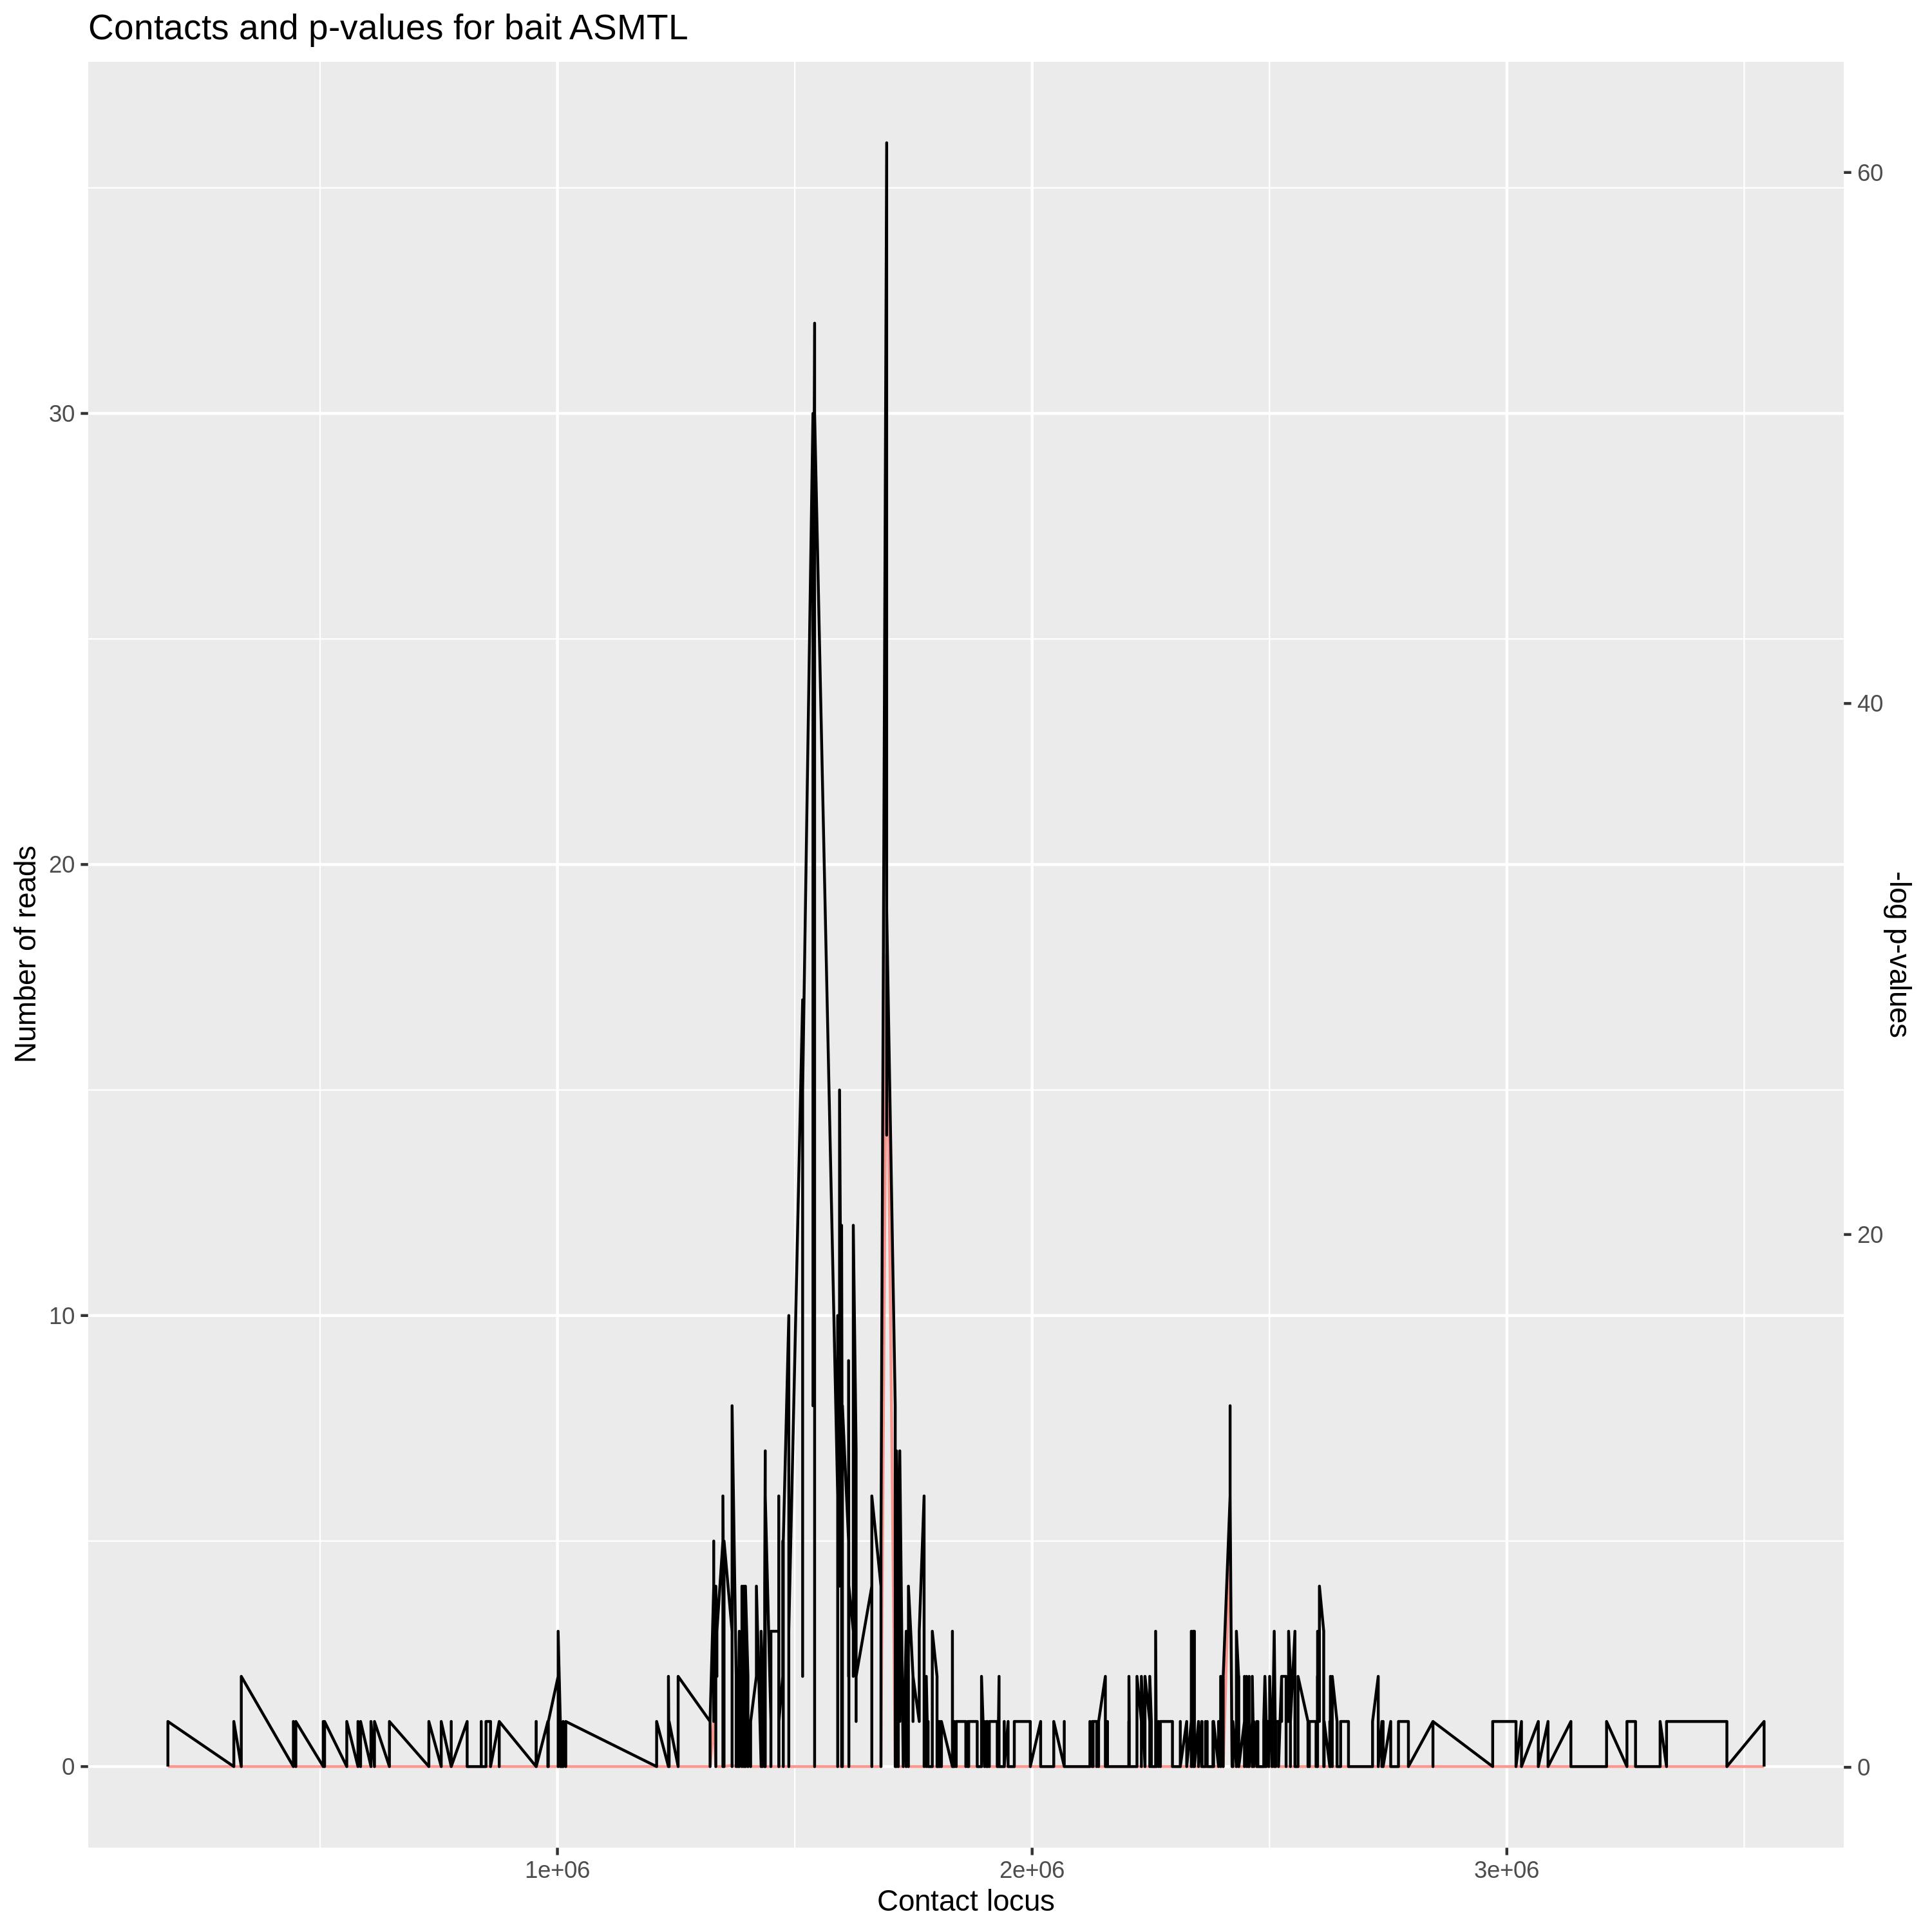 Contacts and p-values for bait ASMTL
Number of reads
30
20
10
0
60
40
20
0
-log p-values
1e+06
2e+06
3e+06
Contact locus